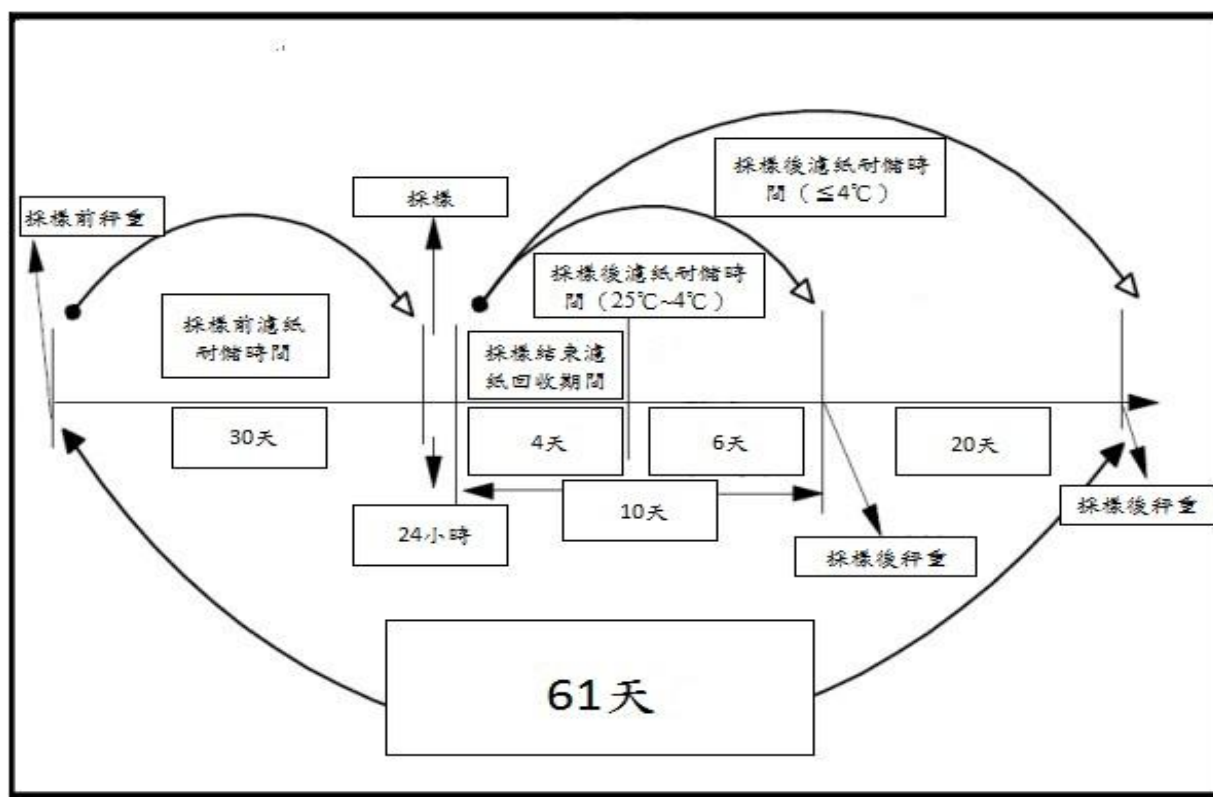 採樣後濾紙耐儲時
間（≦4℃）
採樣
採樣前秤重
採樣後濾紙耐儲時
間（25℃~4℃）
採樣前濾紙
耐儲時間
採樣結束濾
紙回收期間
30天
4天
6天
20天
10天
採樣後秤重
24小時
採樣後秤重
61天